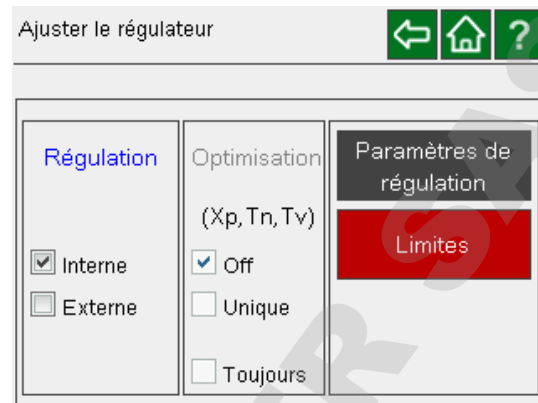 Ajuster le régulateur
?
Régulation
Interne
Externe
Optimisation
(Xp, Tn, Tv)
Off
Unique
Toujours
Paramètres de
régulation
Limites